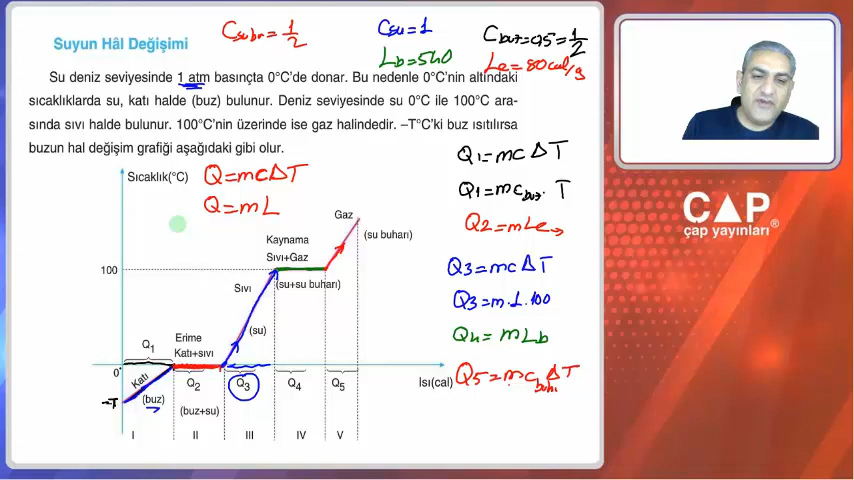 Csubr = 1/2
Csu = 1
Cbuz = 0,5 = 1/2
Suyun Hâl Değişimi
Lb = 540
Le = 80 cal/g
Su deniz seviyesinde 1 atm basınçta 0°C'de donar. Bu nedenle 0°C'nin altındaki
sıcaklıklarda su, katı halde (buz) bulunur. Deniz seviyesinde su 0°C ile 100°C ara-
sında sıvı halde bulunur. 100°C'nin üzerinde ise gaz halindedir. –T°C'ki buz ısıtılırsa
buzun hal değişim grafiği aşağıdaki gibi olur.
Sıcaklık(°C)
Q = mcΔT
Q = mL
Q1 = mcΔT
Q1 = mcbuz. T
Q2 = mLe
Q3 = mcΔT
Q3 = m.1.100
Q4 = mLb
Q5 = mcbuharı ΔT
Gaz
(su buharı)
Kaynama
Sıvı+Gaz
(su+su buharı)
100
Sıvı
(su)
Erime
Katı+sıvı
Q1
0
Katı
(buz)
-T
Q2
(buz+su)
Q3
Q4
Q5
Isı(cal)
I
II
III
IV
V
CAP
çap yayınları®